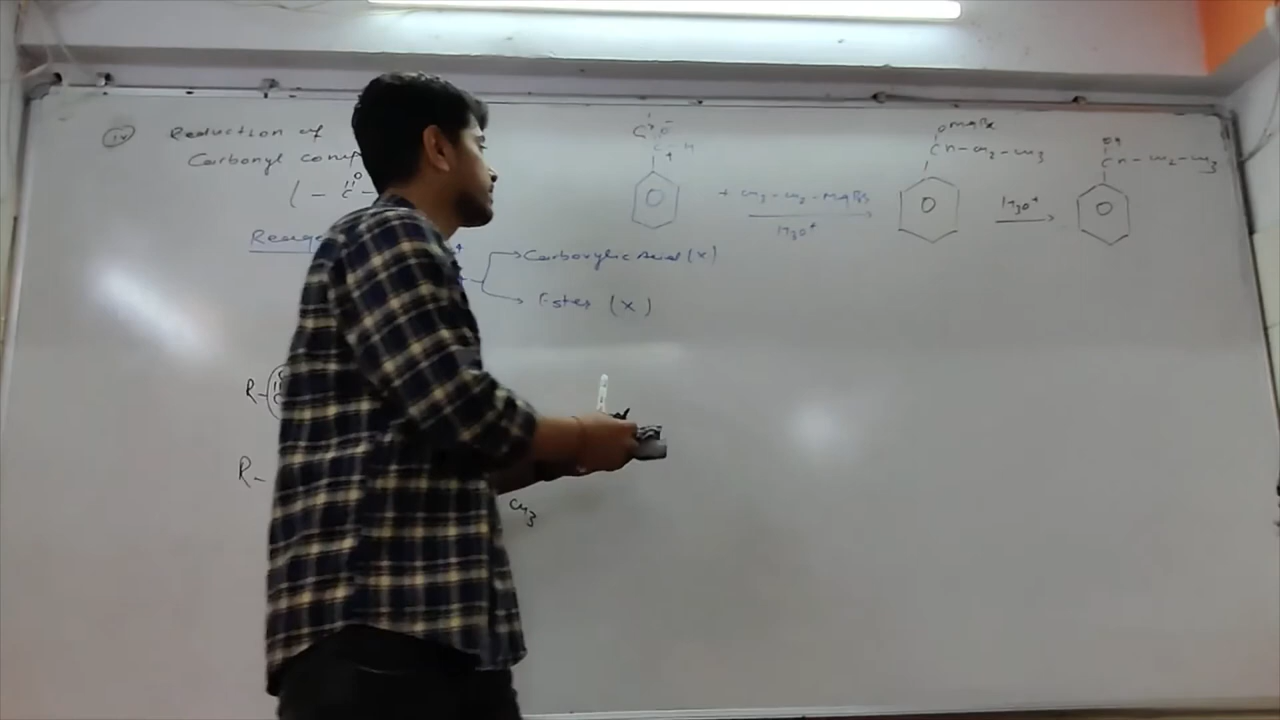 iv Reduction of
Carbonyl comp
( - C -
O
Reag
Carboxylic Acid (x)
Ester (x)
R-
R-
CH3
C - H
+ CH3-CH2-MgBr
H3O+
OMgBr
CH-CH2-CH3
H3O+
OH
CH-CH2-CH3